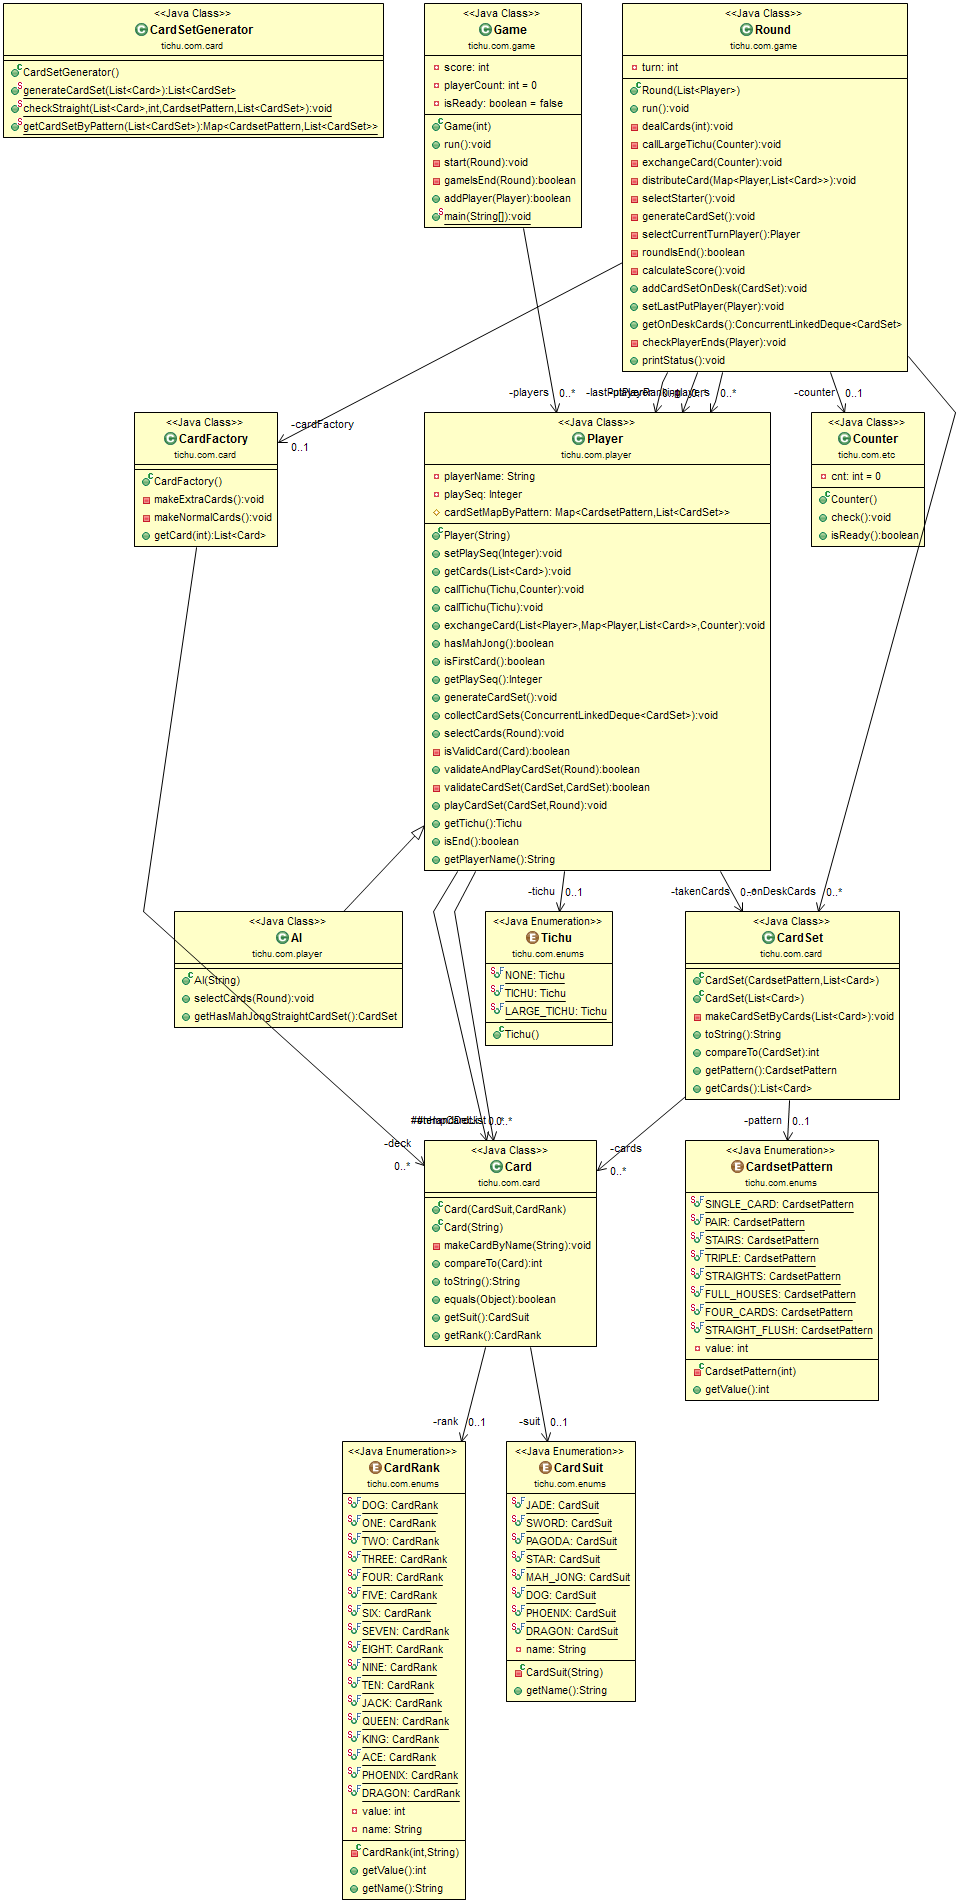 <<Java Class>>
CardSetGenerator
tichu.com.card
CardSetGenerator()
generateCardSet(List<Card>):List<CardSet>
checkStraight(List<Card>,int,CardsetPattern,List<CardSet>):void
getCardSetByPattern(List<CardSet>):Map<CardsetPattern,List<CardSet>>
<<Java Class>>
Game
tichu.com.game
score: int
playerCount: int = 0
isReady: boolean = false
Game(int)
run():void
start(Round):void
gameIsEnd(Round):boolean
addPlayer(Player):boolean
main(String[]):void
<<Java Class>>
Round
tichu.com.game
turn: int
Round(List<Player>)
run():void
dealCards(int):void
callLargeTichu(Counter):void
exchangeCard(Counter):void
distributeCard(Map<Player,List<Card>>):void
selectStarter():void
generateCardSet():void
selectCurrentTurnPlayer():Player
roundIsEnd():boolean
calculateScore():void
addCardSetOnDesk(CardSet):void
setLastPutPlayer(Player):void
getOnDeskCards():ConcurrentLinkedDeque<CardSet>
checkPlayerEnds(Player):void
printStatus():void
-players 0..*
0..*
-counter 0..1
-cardFactory
0..1
<<Java Class>>
CardFactory
tichu.com.card
CardFactory()
makeExtraCards():void
makeNormalCards():void
getCard(int):List<Card>
<<Java Class>>
Player
tichu.com.player
playerName: String
playSeq: Integer
cardSetMapByPattern: Map<CardsetPattern,List<CardSet>>
Player(String)
setPlaySeq(Integer):void
getCards(List<Card>):void
callTichu(Tichu,Counter):void
callTichu(Tichu):void
exchangeCard(List<Player>,Map<Player,List<Card>>,Counter):void
hasMahJong():boolean
isFirstCard():boolean
getPlaySeq():Integer
generateCardSet():void
collectCardSets(ConcurrentLinkedDeque<CardSet>):void
selectCards(Round):void
isValidCard(Card):boolean
validateAndPlayCardSet(Round):boolean
validateCardSet(CardSet,CardSet):boolean
playCardSet(CardSet,Round):void
getTichu():Tichu
isEnd():boolean
getPlayerName():String
<<Java Class>>
Counter
tichu.com.etc
cnt: int = 0
Counter()
check():void
isReady():boolean
-tichu 0..1
-takenCards
-onDeskCards 0..*
<<Java Class>>
AI
tichu.com.player
AI(String)
selectCards(Round):void
getHasMahJongStraightCardSet():CardSet
<<Java Enumeration>>
Tichu
tichu.com.enums
NONE: Tichu
TICHU: Tichu
LARGE_TICHU: Tichu
Tichu()
<<Java Class>>
CardSet
tichu.com.card
CardSet(CardsetPattern,List<Card>)
CardSet(List<Card>)
makeCardSetByCards(List<Card>):void
toString():String
compareTo(CardSet):int
getPattern():CardsetPattern
getCards():List<Card>
-deck
0..*
-cards
0..*
-pattern 0..1
<<Java Class>>
Card
tichu.com.card
Card(CardSuit,CardRank)
Card(String)
makeCardByName(String):void
compareTo(Card):int
toString():String
equals(Object):boolean
getSuit():CardSuit
getRank():CardRank
<<Java Enumeration>>
CardsetPattern
tichu.com.enums
SINGLE_CARD: CardsetPattern
PAIR: CardsetPattern
STAIRS: CardsetPattern
TRIPLE: CardsetPattern
STRAIGHTS: CardsetPattern
FULL_HOUSES: CardsetPattern
FOUR_CARDS: CardsetPattern
STRAIGHT_FLUSH: CardsetPattern
value: int
CardsetPattern(int)
getValue():int
-rank 0..1
-suit 0..1
<<Java Enumeration>>
CardRank
tichu.com.enums
DOG: CardRank
ONE: CardRank
TWO: CardRank
THREE: CardRank
FOUR: CardRank
FIVE: CardRank
SIX: CardRank
SEVEN: CardRank
EIGHT: CardRank
NINE: CardRank
TEN: CardRank
JACK: CardRank
QUEEN: CardRank
KING: CardRank
ACE: CardRank
PHOENIX: CardRank
DRAGON: CardRank
value: int
name: String
CardRank(int,String)
getValue():int
getName():String
<<Java Enumeration>>
CardSuit
tichu.com.enums
JADE: CardSuit
SWORD: CardSuit
PAGODA: CardSuit
STAR: CardSuit
MAH_JONG: CardSuit
DOG: CardSuit
PHOENIX: CardSuit
DRAGON: CardSuit
name: String
CardSuit(String)
getName():String